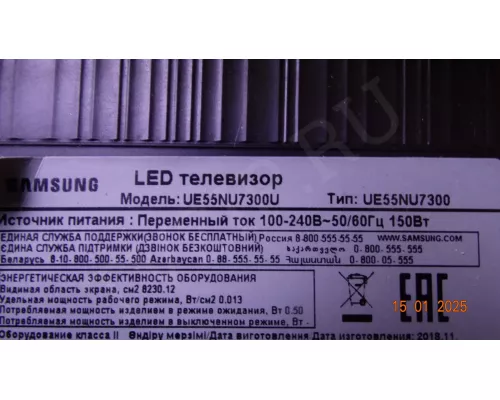 SAMSUNG
LED телевизор
Модель: UE55NU7300U Тип: UE55NU7300
Источник питания : Переменный ток 100-240В~50/60Гц 150Вт
ЕДИНАЯ СЛУЖБА ПОДДЕРЖКИ(ЗВОНОК БЕСПЛАТНЫЙ) Россия 8-800 555-55-55 WWW.SAMSUNG.COM
ЄДИНА СЛУЖБА ПІДТРИМКИ (ДЗВІНОК БЕЗКОШТОВНИЙ) 0-800-555-555
Беларусь 8-10-800-500-55-500 Azərbaycan 0-88-555-55-55 Հայաստան 0-800-05-555
ЭНЕРГЕТИЧЕСКАЯ ЭФФЕКТИВНОСТЬ ОБОРУДОВАНИЯ
Видимая область экрана, см2 8230.12
Удельная мощность рабочего режима, Вт/см2 0.013
Потребляемая мощность изделием в режиме ожидания, Вт 0.50
Потребляемая мощность изделием в выключенном режиме, Вт -
Оборудование класса II Өндіру мерзімі/Дата изготовления/Дата виготовлення: 2018.11.
EAC
15 01 2025